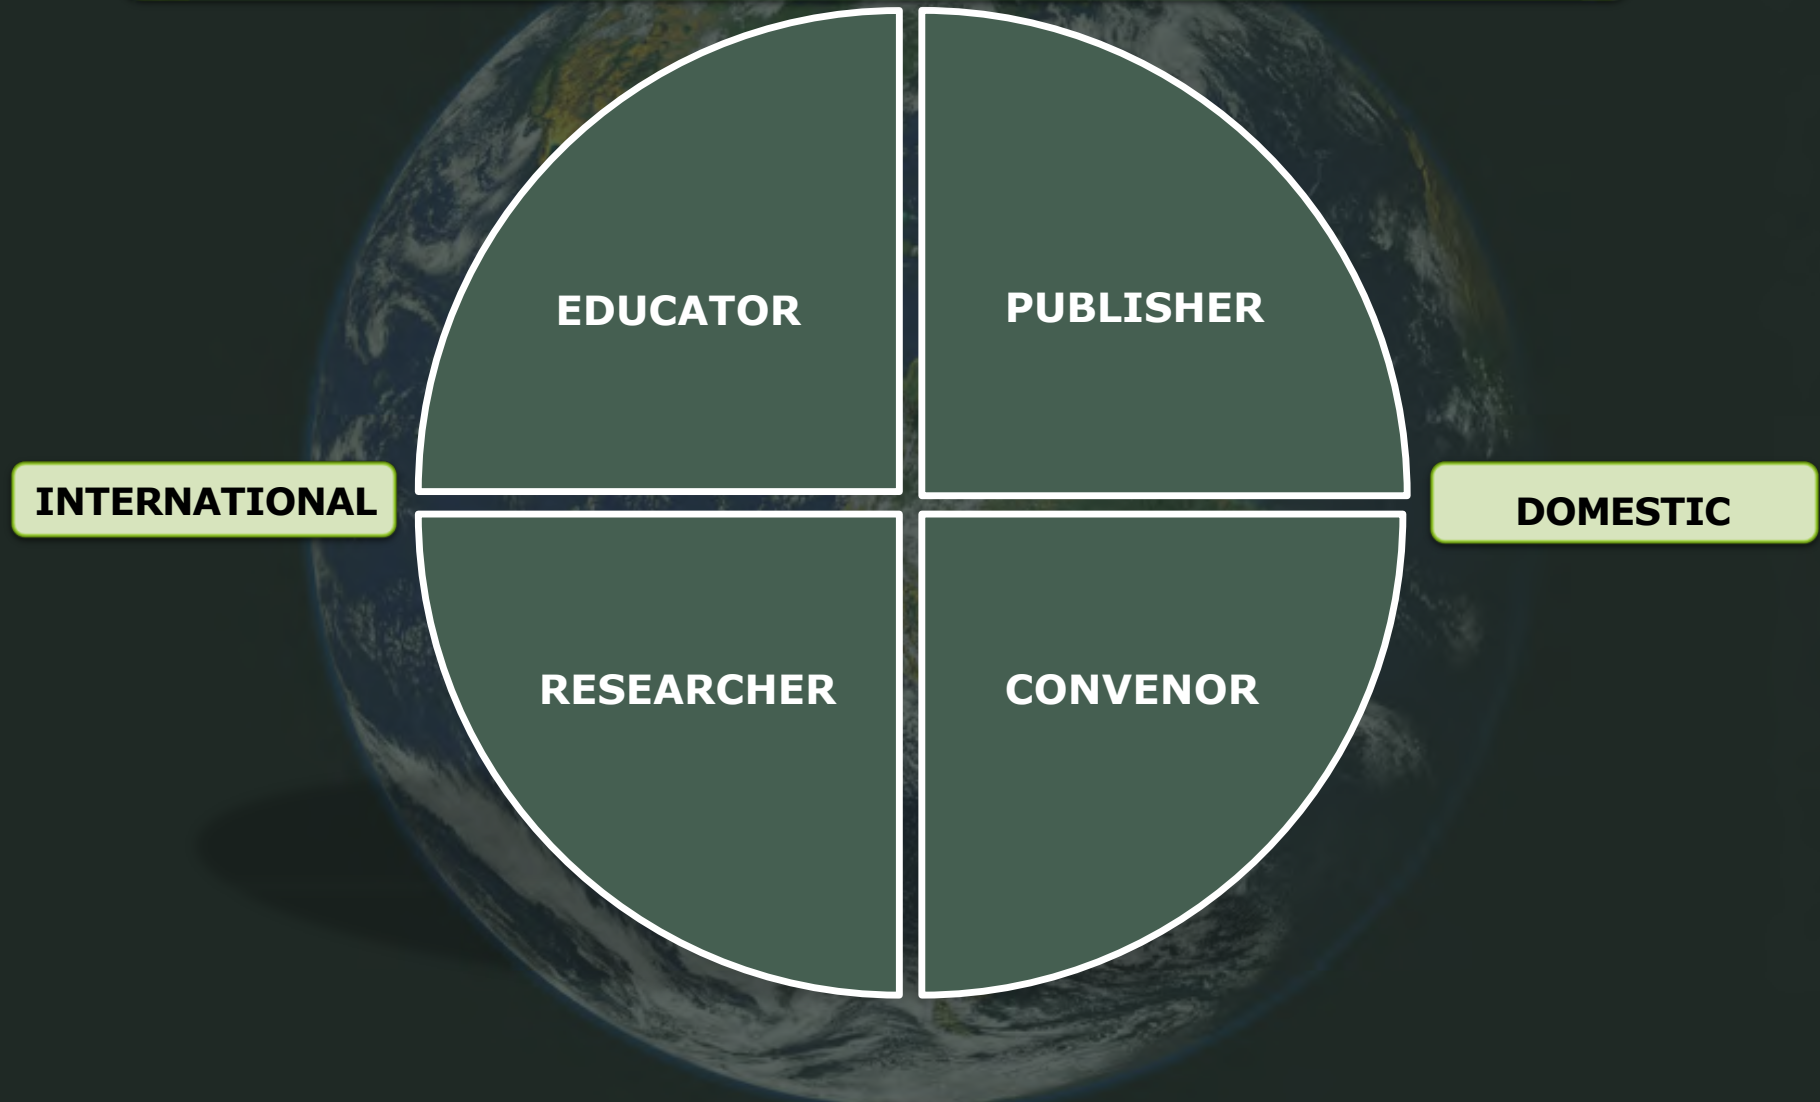 EDUCATOR
PUBLISHER
INTERNATIONAL
DOMESTIC
RESEARCHER
CONVENOR